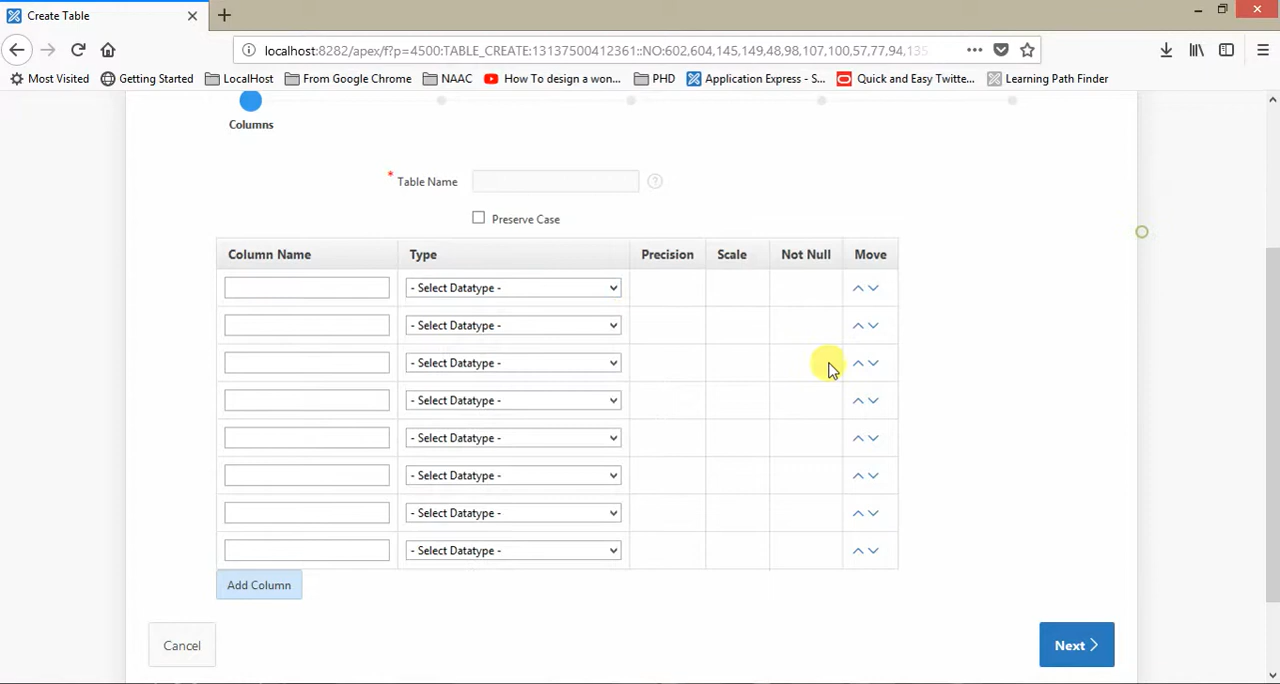 Create Table
localhost:8282/apex/f?p=4500:TABLE_CREATE:13137500412361::NO:602,604,145,149,48,98,107,100,57,77,94,135
Most Visited Getting Started LocalHost From Google Chrome NAAC How To design a won... PHD Application Express - S... Quick and Easy Twitte... Learning Path Finder
Columns
* Table Name ?
Preserve Case
Column Name Type Precision Scale Not Null Move
- Select Datatype -
- Select Datatype -
- Select Datatype -
- Select Datatype -
- Select Datatype -
- Select Datatype -
- Select Datatype -
- Select Datatype -
Add Column
Cancel Next